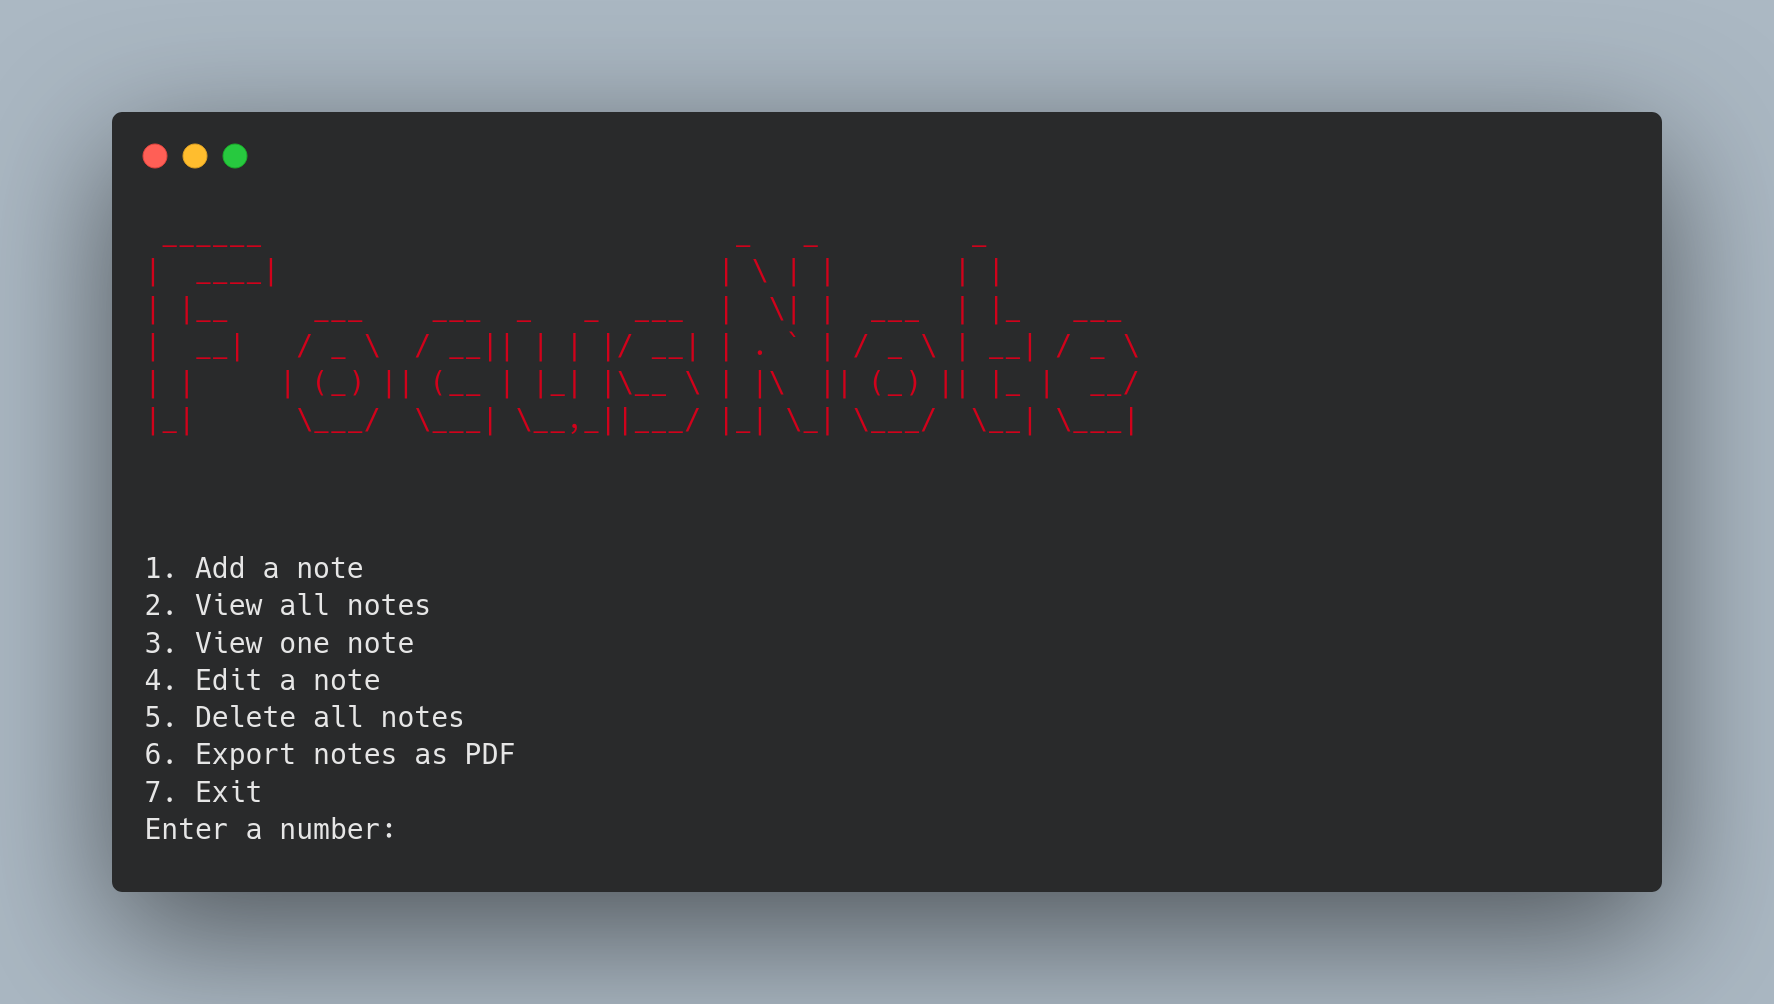 FocusNote
1. Add a note
2. View all notes
3. View one note
4. Edit a note
5. Delete all notes
6. Export notes as PDF
7. Exit
Enter a number: